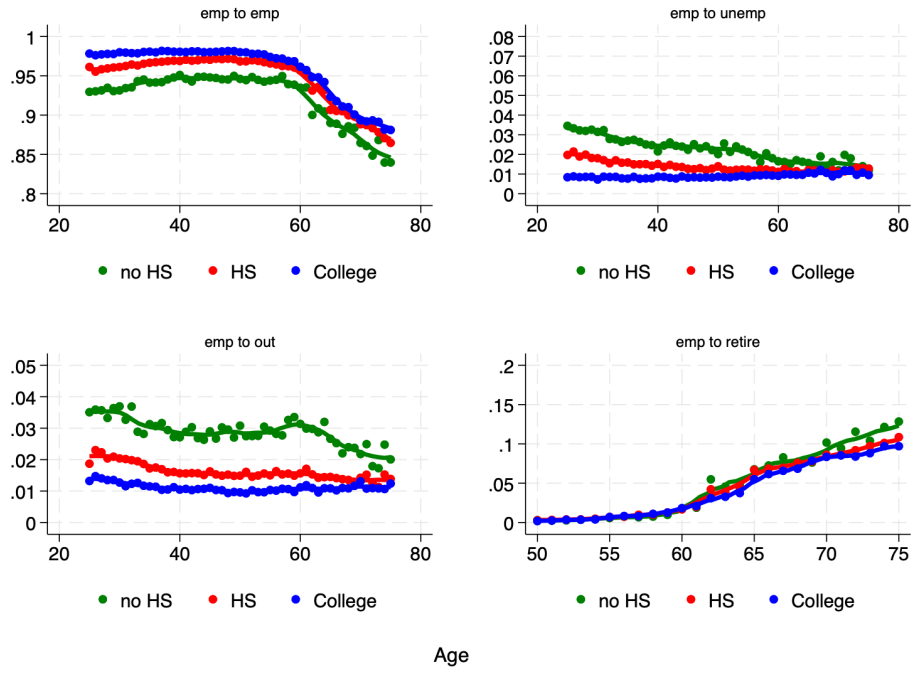 emp to emp
1
.95
.9
.85
.8
20 40 60 80
no HS HS College
emp to unemp
.08
.07
.06
.05
.04
.03
.02
.01
0
20 40 60 80
no HS HS College
emp to out
.05
.04
.03
.02
.01
0
20 40 60 80
no HS HS College
emp to retire
.2
.15
.1
.05
0
50 55 60 65 70 75
no HS HS College
Age